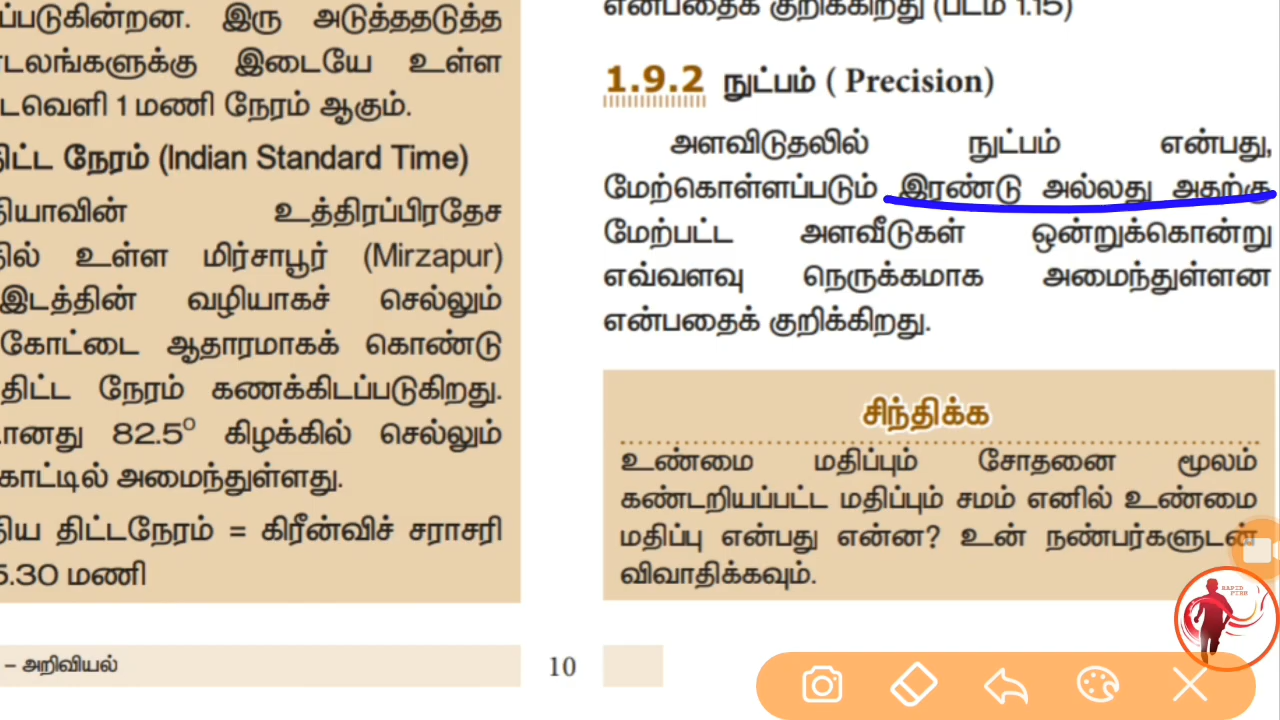 ப்படுகின்றன. இரு அடுத்தடுத்த
டலங்களுக்கு இடையே உள்ள
டவெளி 1 மணி நேரம் ஆகும்.
திட்ட நேரம் (Indian Standard Time)
தியாவின் உத்திரப்பிரதேச
தில் உள்ள மிர்சாபூர் (Mirzapur)
இடத்தின் வழியாகச் செல்லும்
கோட்டை ஆதாரமாகக் கொண்டு
திட்ட நேரம் கணக்கிடப்படுகிறது.
ானது 82.5⁰ கிழக்கில் செல்லும்
கோட்டில் அமைந்துள்ளது.
திய திட்டநேரம் = கிரீன்விச் சராசரி
5.30 மணி
– அறிவியல்
10
என்பதைக் குறிக்கிறது (படம் 1.15)
1.9.2 நுட்பம் ( Precision)
அளவிடுதலில் நுட்பம் என்பது,
மேற்கொள்ளப்படும் இரண்டு அல்லது அதற்கு
மேற்பட்ட அளவீடுகள் ஒன்றுக்கொன்று
எவ்வளவு நெருக்கமாக அமைந்துள்ளன
என்பதைக் குறிக்கிறது.
சிந்திக்க
உண்மை மதிப்பும் சோதனை மூலம்
கண்டறியப்பட்ட மதிப்பும் சமம் எனில் உண்மை
மதிப்பு என்பது என்ன? உன் நண்பர்களுடன்
விவாதிக்கவும்.